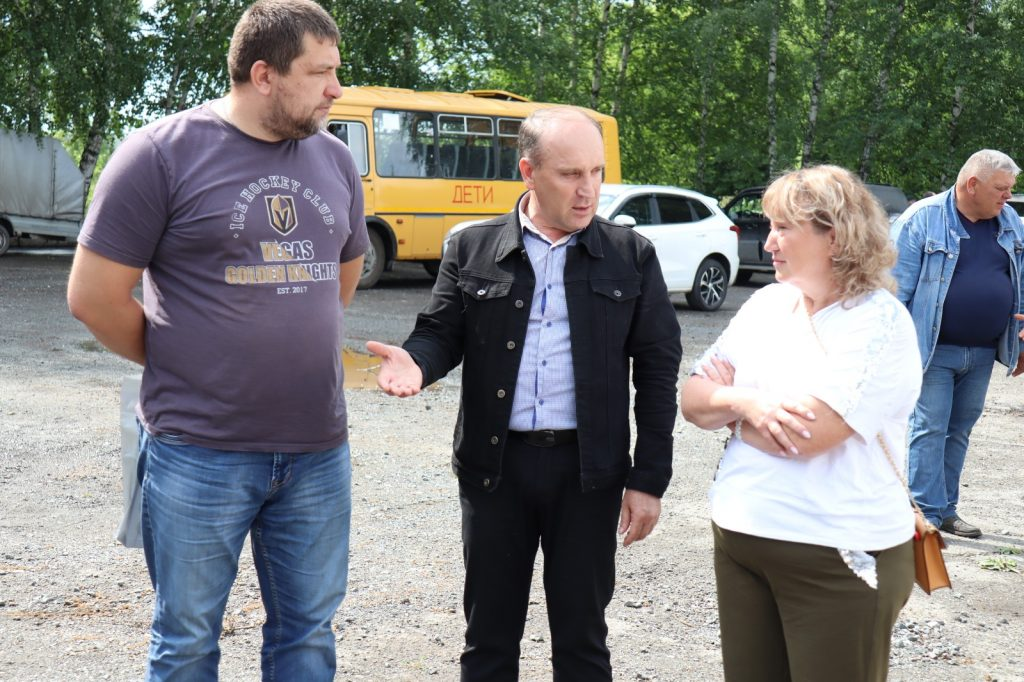 ICE HOCKEY CLUB
VEGAS
GOLDEN KNIGHTS
EST. 2017
ДЕТИ